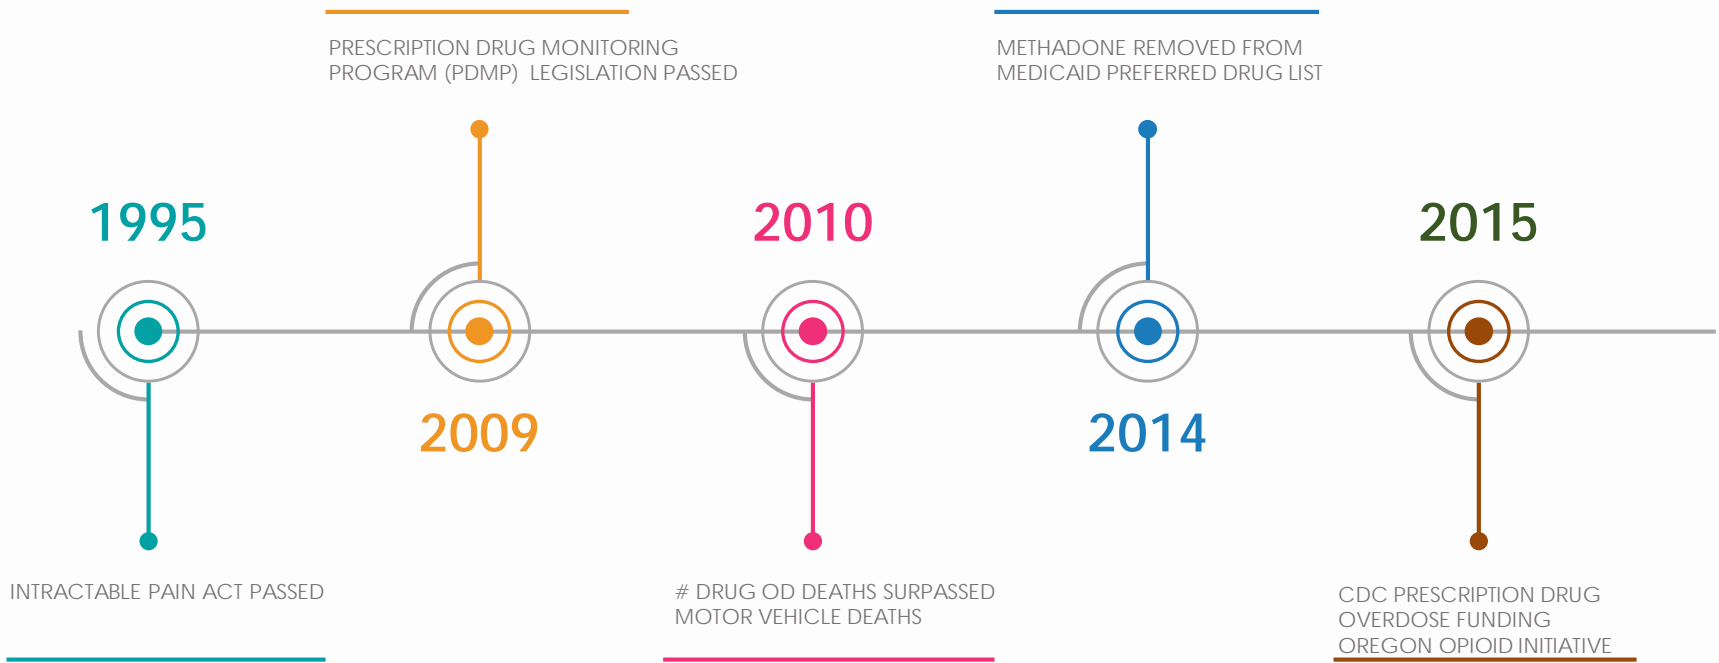 PRESCRIPTION DRUG MONITORING
PROGRAM (PDMP) LEGISLATION PASSED
METHADONE REMOVED FROM
MEDICAID PREFERRED DRUG LIST
1995
2010
2015
2009
2014
INTRACTABLE PAIN ACT PASSED
# DRUG OD DEATHS SURPASSED
MOTOR VEHICLE DEATHS
CDC PRESCRIPTION DRUG
OVERDOSE FUNDING
OREGON OPIOID INITIATIVE